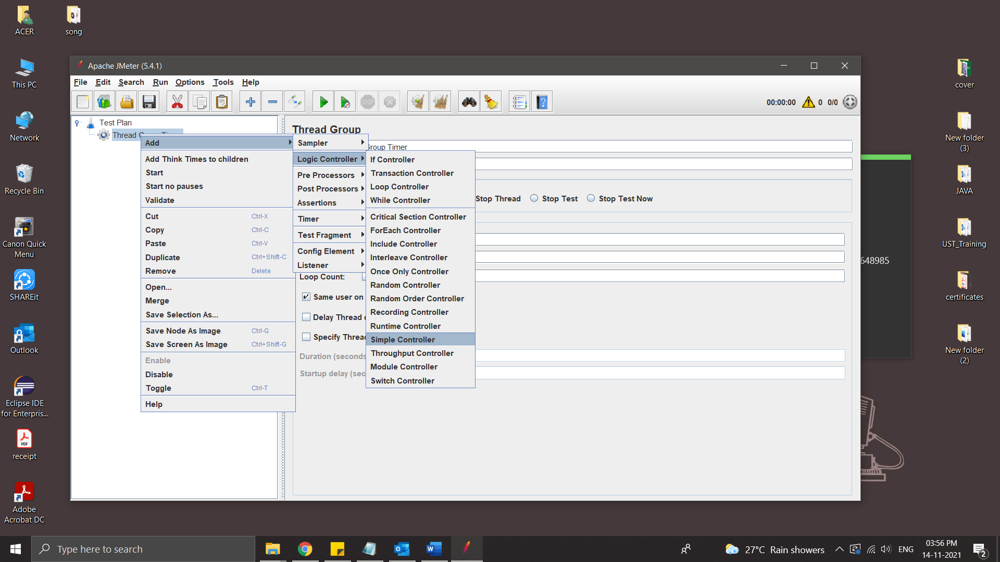 ACER
song
This PC
Network
Recycle Bin
Canon Quick
Menu
SHAREit
Outlook
Eclipse IDE
for Enterpris...
receipt
Adobe
Acrobat DC
Apache JMeter (5.4.1)
File Edit Search Run Options Tools Help
00:00:00 0 0/0
Test Plan
Thread
Thread Group
Group Timer
Add
Add Think Times to children
Start
Start no pauses
Validate
Cut Ctrl-X
Copy Ctrl-C
Paste Ctrl-V
Duplicate Ctrl+Shift-C
Remove Delete
Open...
Merge
Save Selection As...
Save Node As Image Ctrl-G
Save Screen As Image Ctrl+Shift-G
Enable
Disable
Toggle Ctrl-T
Help
Sampler
Logic Controller
Pre Processors
Post Processors
Assertions
Timer
Test Fragment
Config Element
Listener
If Controller
Transaction Controller
Loop Controller
While Controller
Critical Section Controller
ForEach Controller
Include Controller
Interleave Controller
Once Only Controller
Random Controller
Random Order Controller
Recording Controller
Runtime Controller
Simple Controller
Throughput Controller
Module Controller
Switch Controller
Stop Thread Stop Test Stop Test Now
Loop Count:
Same user on
Delay Thread
Specify Threa
Duration (seconds
Startup delay (sec
648985
cover
New folder
(3)
JAVA
UST_Training
certificates
New folder
(2)
Type here to search
27°C Rain showers
ENG
03:56 PM
14-11-2021
2